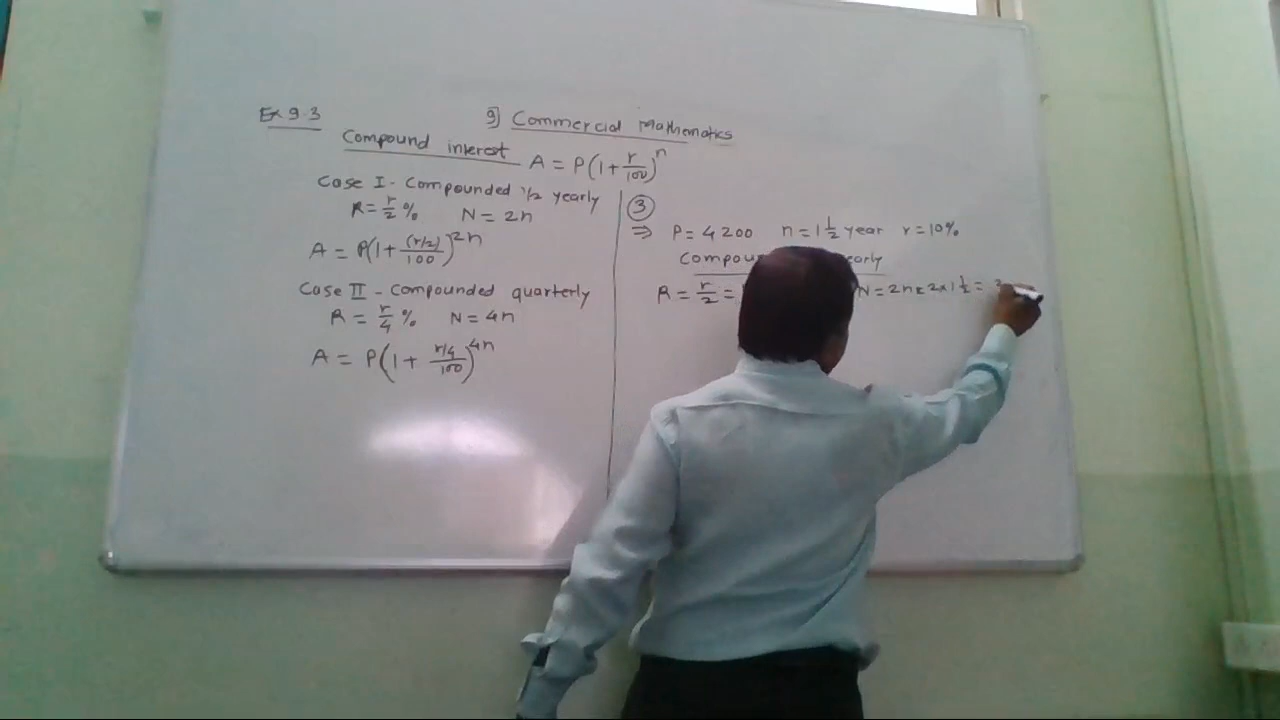 Ex 9.3
9] Commercial Mathematics
Compound interest A = P(1 + r/100)^n
Case I - Compounded 1/2 yearly
R = r/2 % N = 2n
A = P(1 + (r/2)/100)^2n
Case II - Compounded quarterly
R = r/4 % N = 4n
A = P(1 + r/4/100)^4n
③
⇒ P = 4200 n = 1 1/2 year r = 10%
R = r/2 = N = 2n = 2 × 1 1/2 = 3